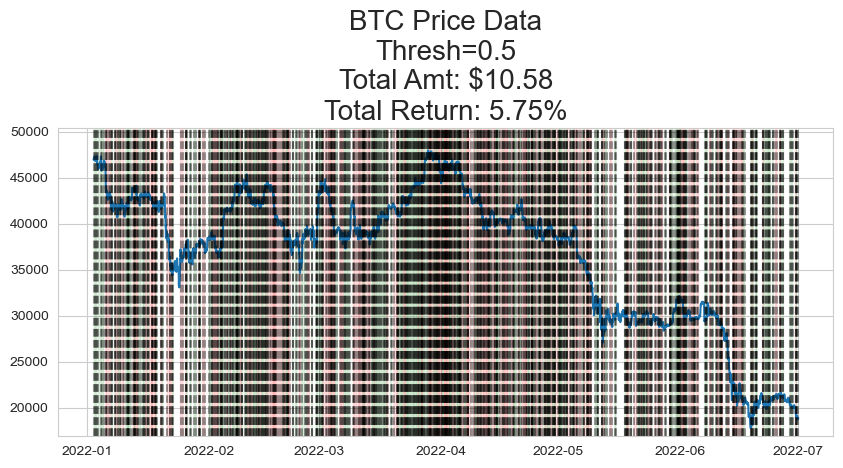 BTC Price Data
Thresh=0.5
Total Amt: $10.58
Total Return: 5.75%
50000
45000
40000
35000
30000
25000
20000
2022-01 2022-02 2022-03 2022-04 2022-05 2022-06 2022-07